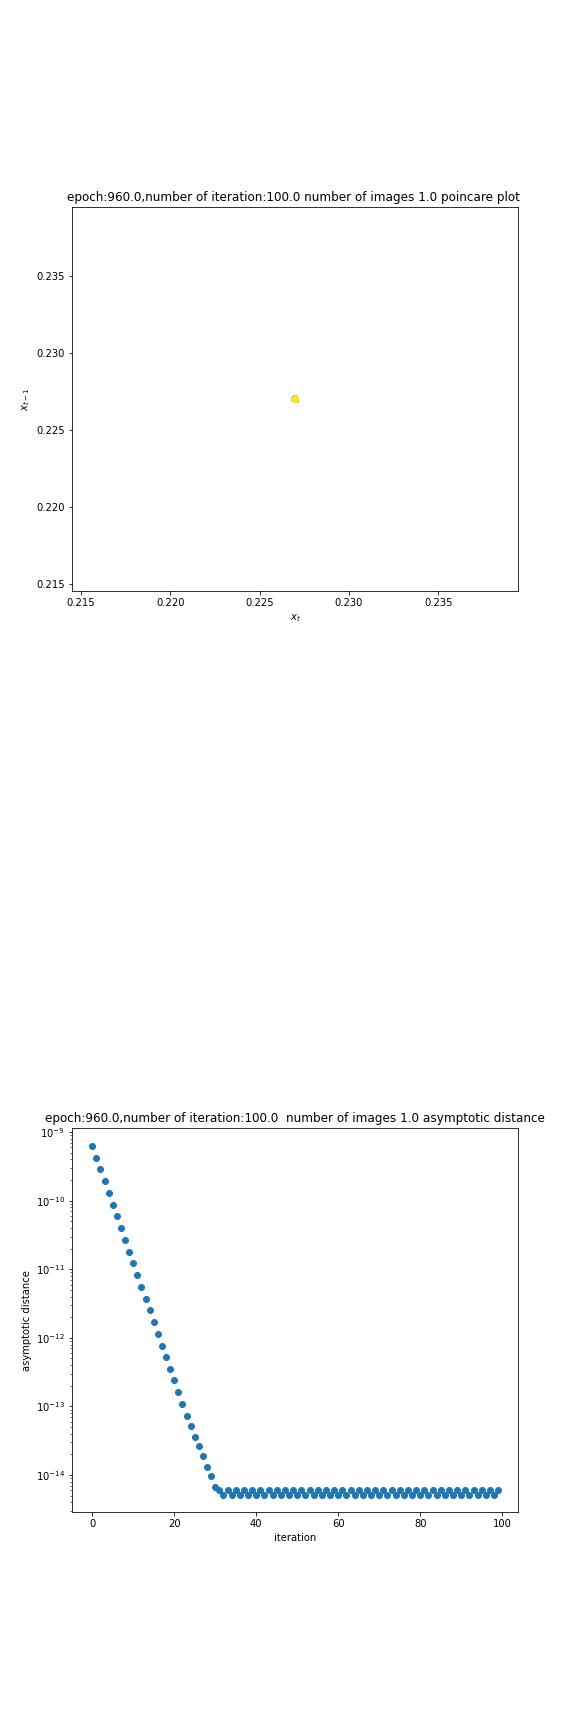 epoch:960.0,number of iteration:100.0 number of images 1.0 poincare plot
0.235
0.230
0.225
0.220
0.215
x_{t-1}
0.215 0.220 0.225 0.230 0.235
x_t
epoch:960.0,number of iteration:100.0  number of images 1.0 asymptotic distance
10^{-9}
10^{-10}
10^{-11}
10^{-12}
10^{-13}
10^{-14}
asymptotic distance
0 20 40 60 80 100
iteration